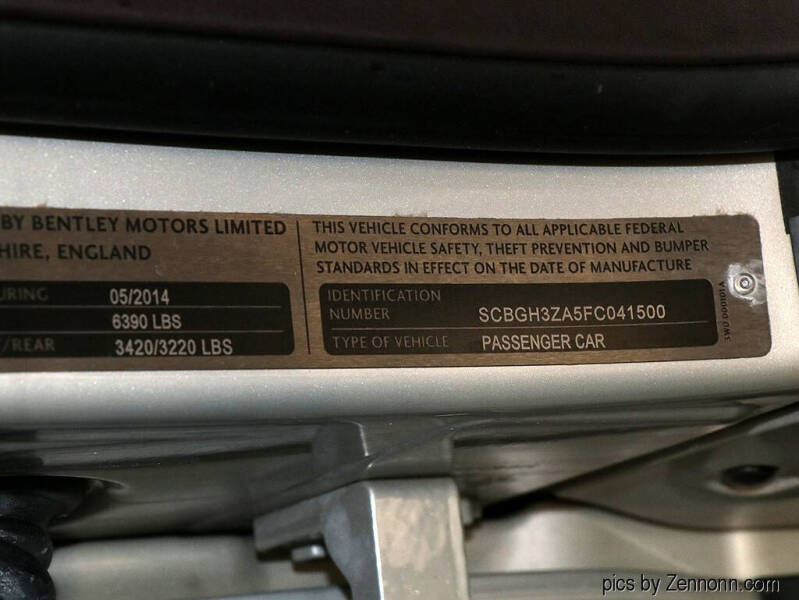 BY BENTLEY MOTORS LIMITED
HIRE, ENGLAND
URING 05/2014
6390 LBS
/REAR 3420/3220 LBS
THIS VEHICLE CONFORMS TO ALL APPLICABLE FEDERAL
MOTOR VEHICLE SAFETY, THEFT PREVENTION AND BUMPER
STANDARDS IN EFFECT ON THE DATE OF MANUFACTURE
IDENTIFICATION
NUMBER SCBGH3ZA5FC041500
TYPE OF VEHICLE PASSENGER CAR
3W0 000101A
pics by Zennonn.com